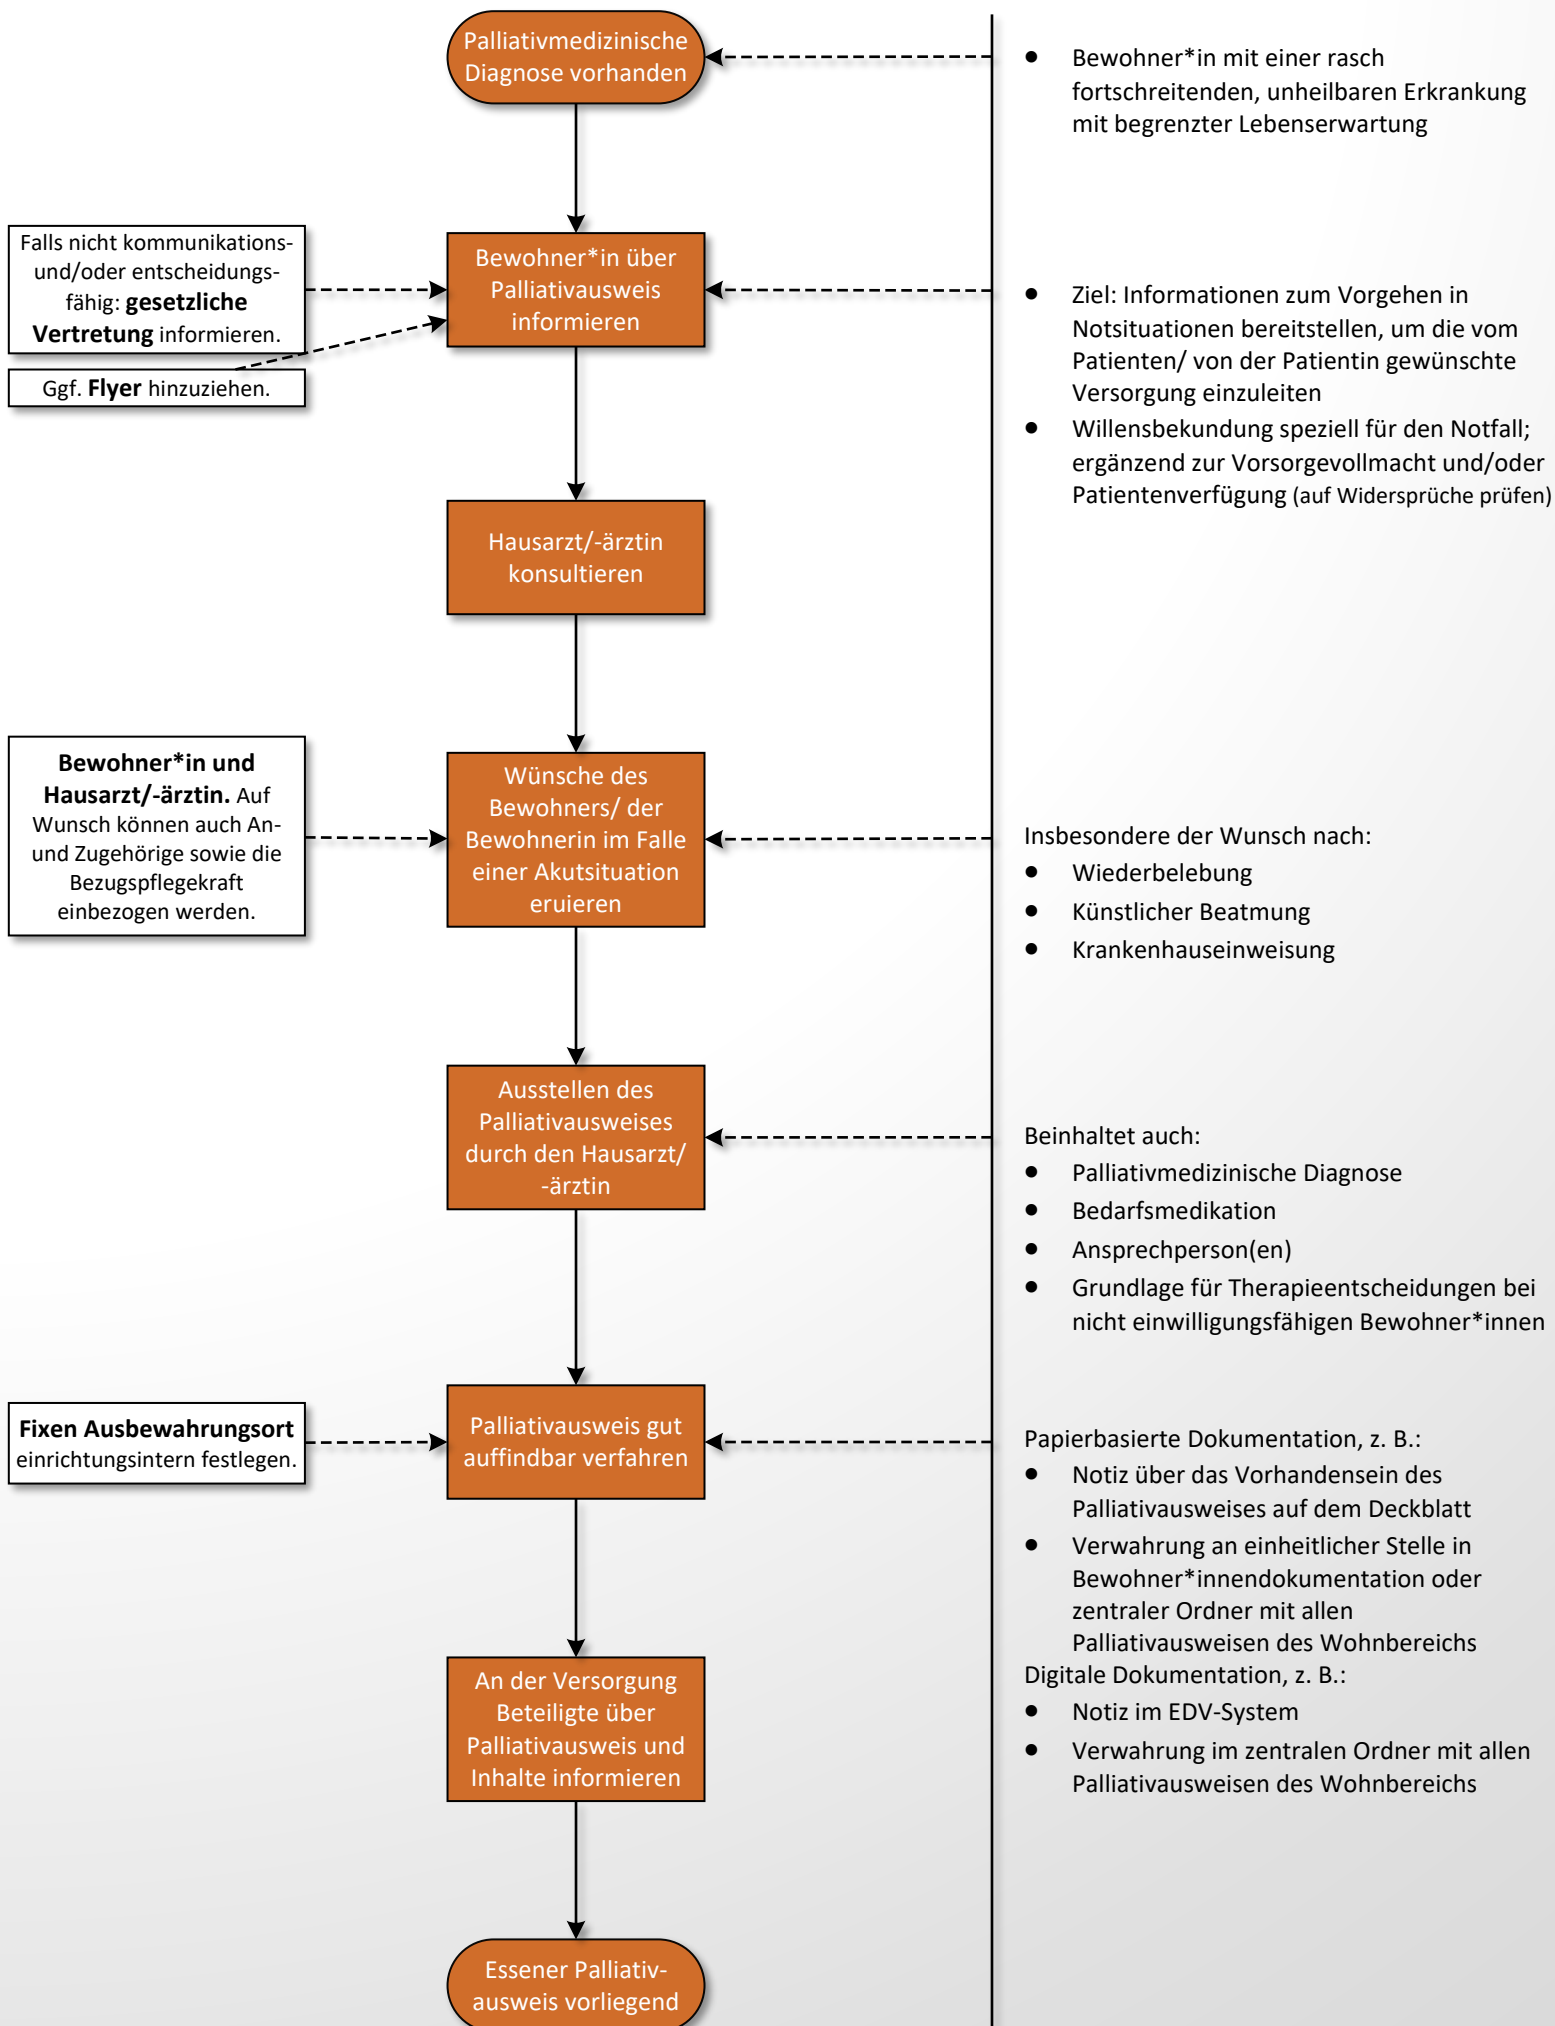 Palliativmedizinische
Diagnose vorhanden
● Bewohner*in mit einer rasch
fortschreitenden, unheilbaren Erkrankung
mit begrenzter Lebenserwartung
Falls nicht kommunikations-
und/oder entscheidungs-
fähig: gesetzliche
Vertretung informieren.
Ggf. Flyer hinzuziehen.
Bewohner*in über
Palliativausweis
informieren
● Ziel: Informationen zum Vorgehen in
Notsituationen bereitstellen, um die vom
Patienten/ von der Patientin gewünschte
Versorgung einzuleiten
● Willensbekundung speziell für den Notfall;
ergänzend zur Vorsorgevollmacht und/oder
Patientenverfügung (auf Widersprüche prüfen)
Hausarzt/-ärztin
konsultieren
Bewohner*in und
Hausarzt/-ärztin. Auf
Wunsch können auch An-
und Zugehörige sowie die
Bezugspflegekraft
einbezogen werden.
Wünsche des
Bewohners/ der
Bewohnerin im Falle
einer Akutsituation
eruieren
Insbesondere der Wunsch nach:
● Wiederbelebung
● Künstlicher Beatmung
● Krankenhauseinweisung
Ausstellen des
Palliativausweises
durch den Hausarzt/
-ärztin
Beinhaltet auch:
● Palliativmedizinische Diagnose
● Bedarfsmedikation
● Ansprechperson(en)
● Grundlage für Therapieentscheidungen bei
nicht einwilligungsfähigen Bewohner*innen
Fixen Ausbewahrungsort
einrichtungsintern festlegen.
Palliativausweis gut
auffindbar verfahren
Papierbasierte Dokumentation, z. B.:
● Notiz über das Vorhandensein des
Palliativausweises auf dem Deckblatt
● Verwahrung an einheitlicher Stelle in
Bewohner*innendokumentation oder
zentraler Ordner mit allen
Palliativausweisen des Wohnbereichs
Digitale Dokumentation, z. B.:
● Notiz im EDV-System
● Verwahrung im zentralen Ordner mit allen
Palliativausweisen des Wohnbereichs
An der Versorgung
Beteiligte über
Palliativausweis und
Inhalte informieren
Essener Palliativ-
ausweis vorliegend